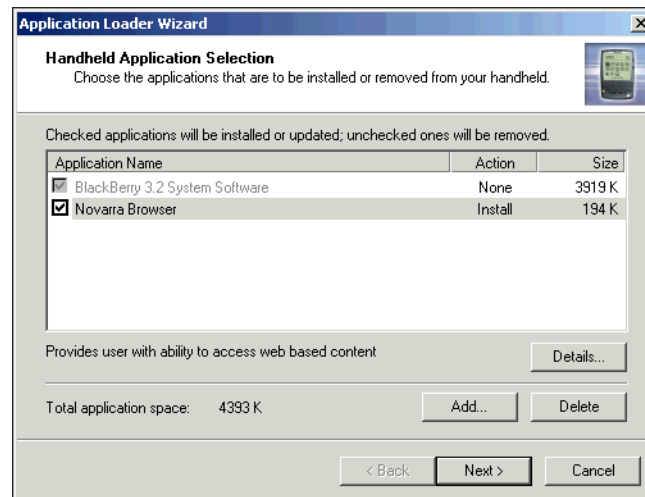 Application Loader Wizard
Handheld Application Selection
Choose the applications that are to be installed or removed from your handheld.
Checked applications will be installed or updated; unchecked ones will be removed.
Application Name Action Size
BlackBerry 3.2 System Software None 3919 K
Novarra Browser Install 194 K
Provides user with ability to access web based content
Details...
Total application space: 4393 K Add... Delete
< Back Next > Cancel